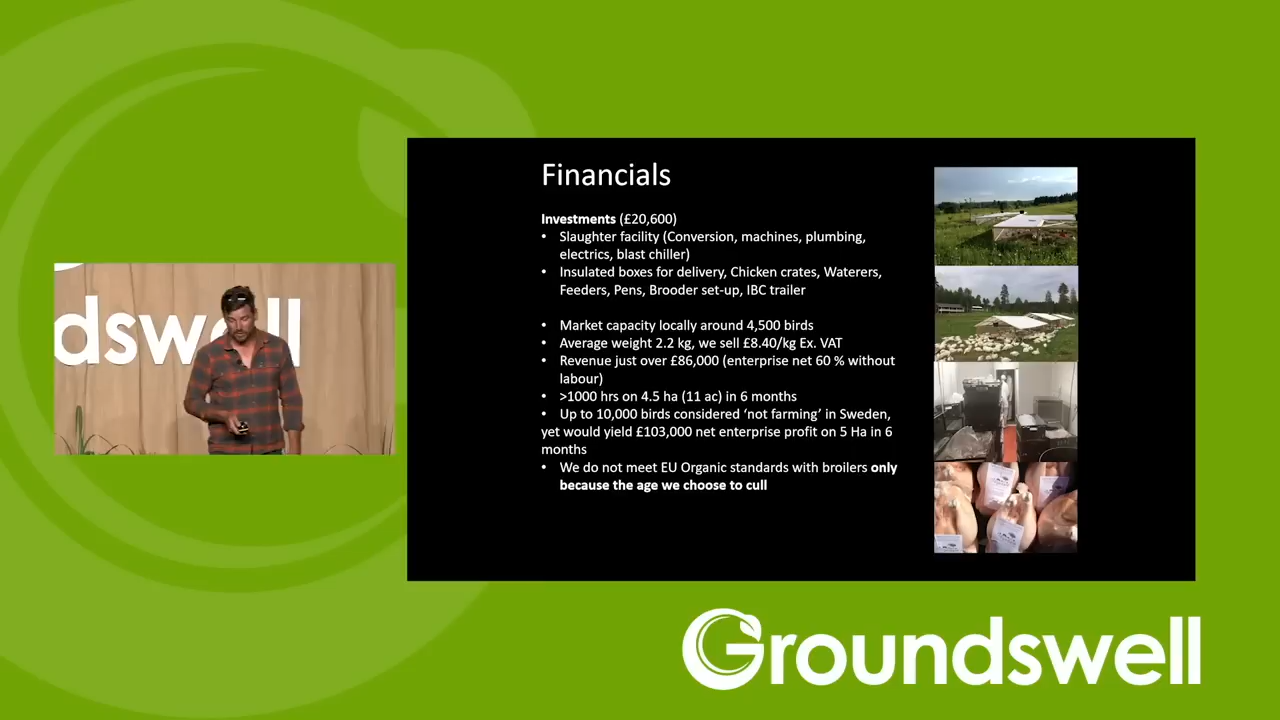 Financials
Investments (£20,600)
• Slaughter facility (Conversion, machines, plumbing,
electrics, blast chiller)
• Insulated boxes for delivery, Chicken crates, Waterers,
Feeders, Pens, Brooder set-up, IBC trailer
• Market capacity locally around 4,500 birds
• Average weight 2.2 kg, we sell £8.40/kg Ex. VAT
• Revenue just over £86,000 (enterprise net 60 % without
labour)
• >1000 hrs on 4.5 ha (11 ac) in 6 months
• Up to 10,000 birds considered ‘not farming’ in Sweden,
yet would yield £103,000 net enterprise profit on 5 Ha in 6
months
• We do not meet EU Organic standards with broilers only
because the age we choose to cull
dswell
Groundswell